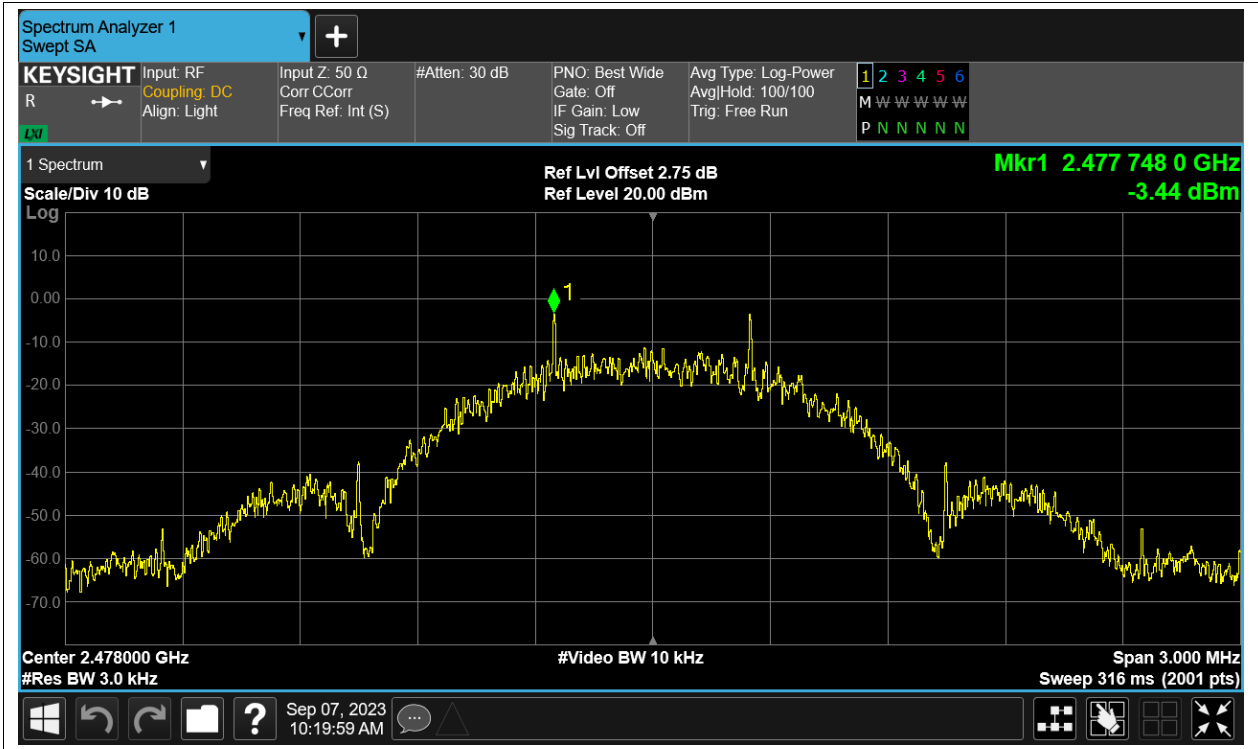 Spectrum Analyzer 1
Swept SA
KEYSIGHT
R
LXI
Input: RF
Coupling: DC
Align: Light
Input Z: 50 Ω
Corr CCorr
Freq Ref: Int (S)
#Atten: 30 dB
PNO: Best Wide
Gate: Off
IF Gain: Low
Sig Track: Off
Avg Type: Log-Power
Avg|Hold: 100/100
Trig: Free Run
1 2 3 4 5 6
M W W W W W W
P N N N N N N
1 Spectrum
Scale/Div 10 dB
Ref Lvl Offset 2.75 dB
Ref Level 20.00 dBm
Mkr1 2.477 748 0 GHz
-3.44 dBm
Log
10.0
0.00
-10.0
-20.0
-30.0
-40.0
-50.0
-60.0
-70.0
1
Center 2.478000 GHz
#Res BW 3.0 kHz
#Video BW 10 kHz
Span 3.000 MHz
Sweep 316 ms (2001 pts)
?
Sep 07, 2023
10:19:59 AM